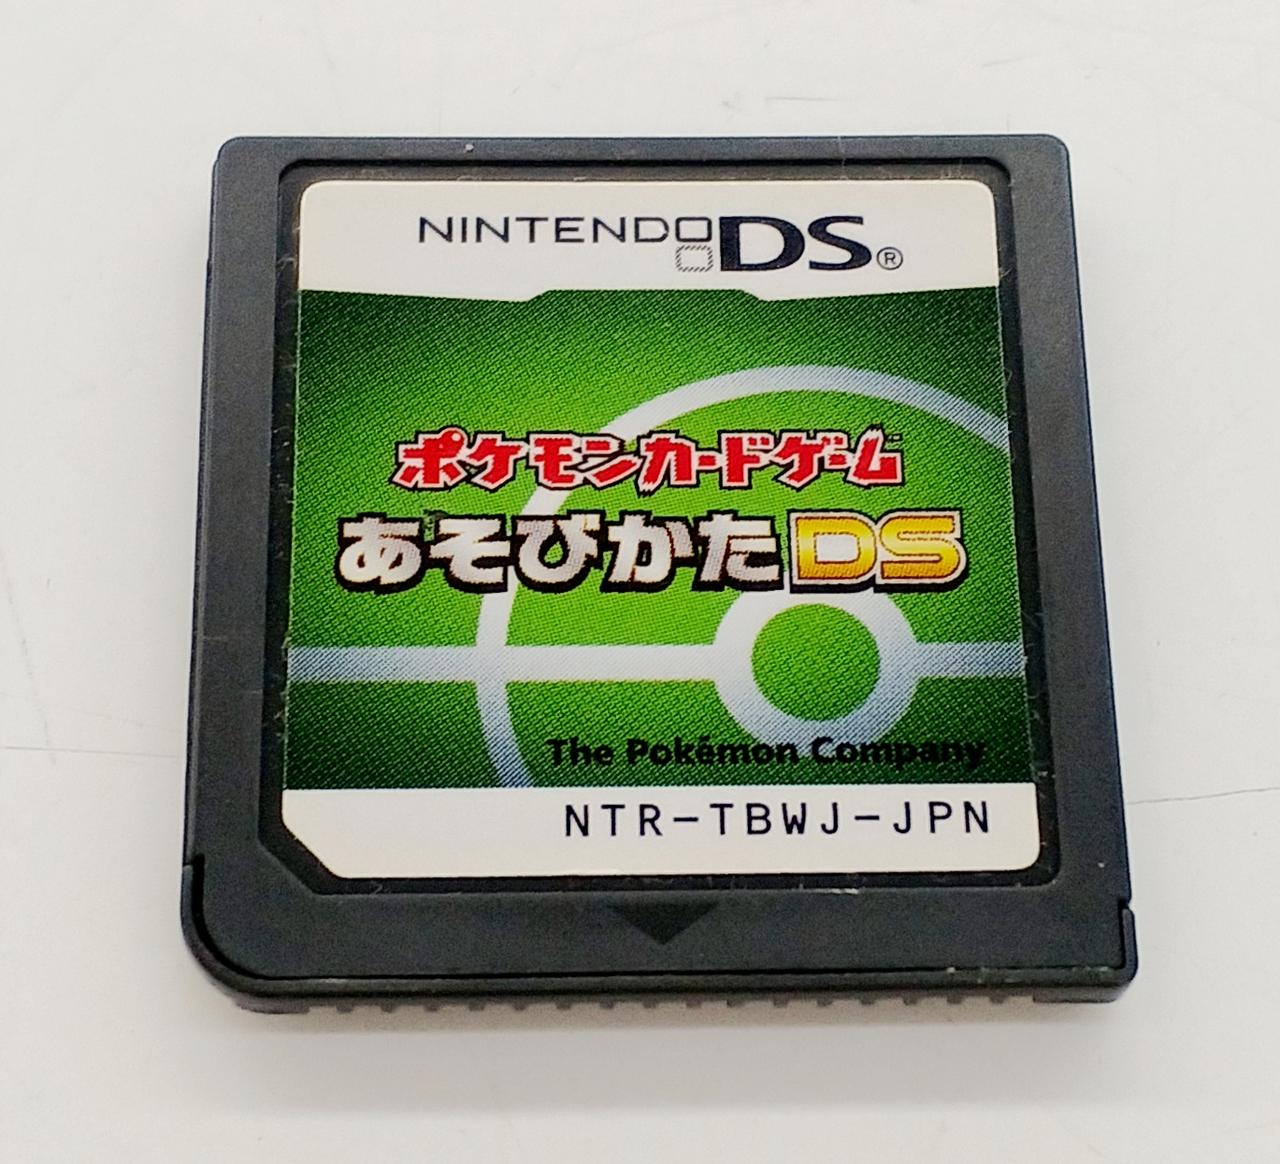 NINTENDO DS®
ポケモンカードゲーム
あそびかたDS
The Pokémon Company
NTR-TBWJ-JPN